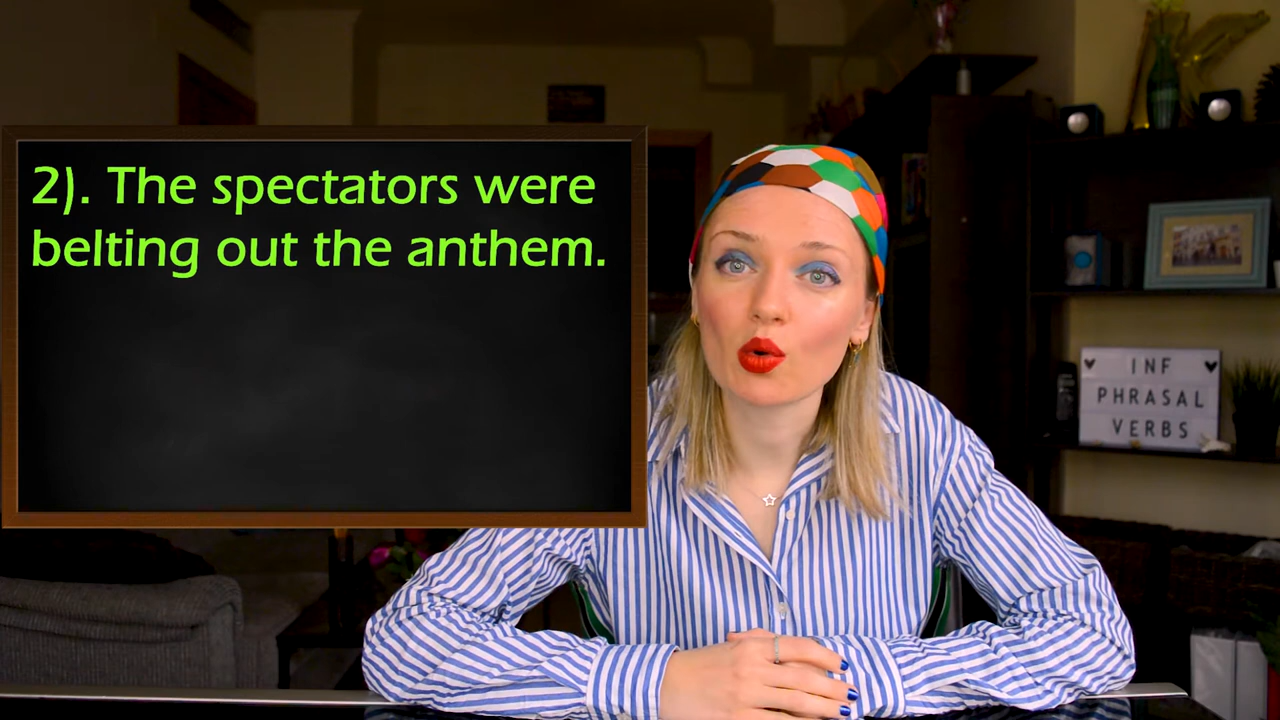 2). The spectators were
belting out the anthem.
INF
PHRASAL
VERBS